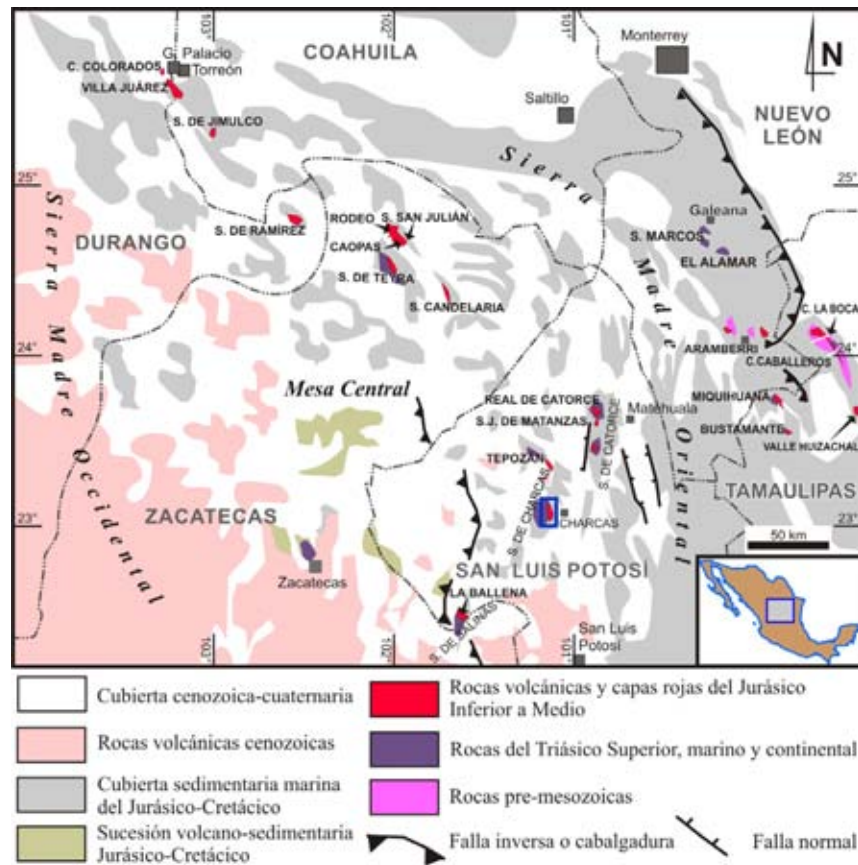 103°
102°
101°
COAHUILA
Monterrey
N
G. Palacio
C. COLORADOS
Torreón
VILLA JUÁREZ
Saltillo
NUEVO
LEÓN
S. DE JIMULCO
Sierra
25°
25°
Sierra
Galeana
RODEO
S. SAN JULIÁN
S. DE RAMÍREZ
S. MARCOS
DURANGO
CAOPAS
EL ALAMAR
S. DE TEYRA
Madre
Madre
S. CANDELARIA
C. LA BOCA
24°
ARAMBERRI
24°
C.CABALLEROS
Mesa Central
REAL DE CATORCE
MIQUIHUANA
S.J. DE MATANZAS
Matehuala
Occidental
BUSTAMANTE
Oriental
TEPOZÁN
S. DE CATORCE
VALLE HUIZACHAL
S. DE CHARCAS
TAMAULIPAS
ZACATECAS
23°
CHARCAS
23°
50 km
SAN LUIS POTOSÍ
Zacatecas
LA BALLENA
S. DE SALINAS
San Luis
Potosí
103°
102°
101°
Cubierta cenozoica-cuaternaria
Rocas volcánicas cenozoicas
Cubierta sedimentaria marina
del Jurásico-Cretácico
Sucesión volcano-sedimentaria
Jurásico-Cretácico
Rocas volcánicas y capas rojas del Jurásico
Inferior a Medio
Rocas del Triásico Superior, marino y continental
Rocas pre-mesozoicas
Falla inversa o cabalgadura
Falla normal